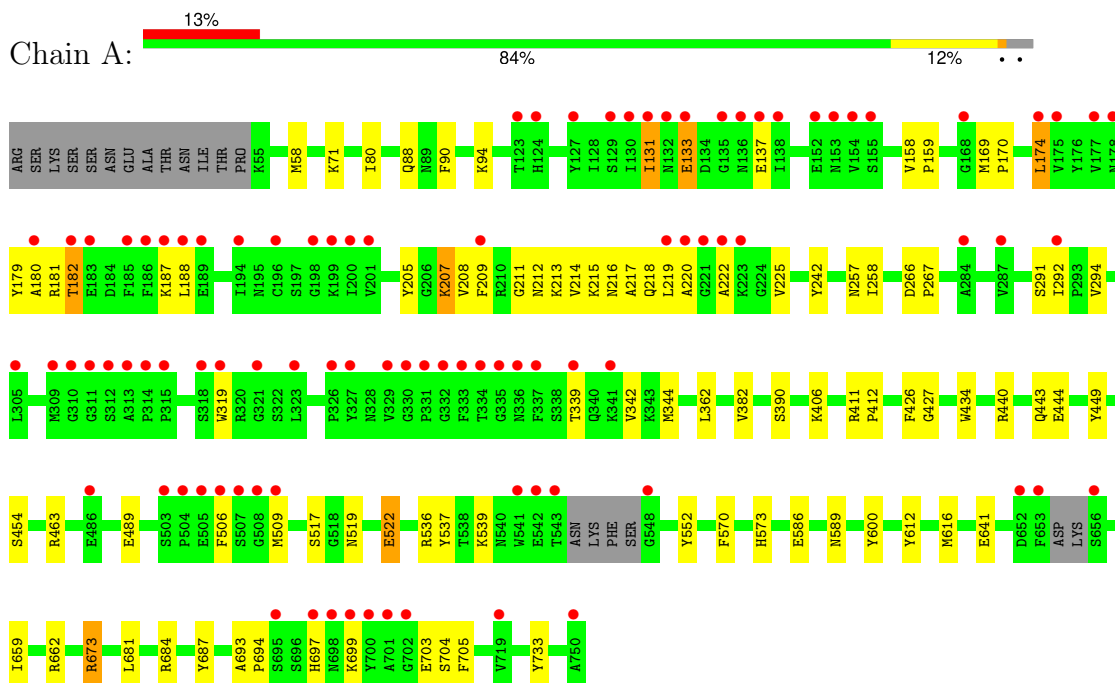 13%
Chain A:
84% 12% • •
ARG SER LYS SER SER ASN GLU ALA THR ASN ILE THR PRO K55 M58 K71 I80 Q88 N89 F90 K94 T123 H124 Y127 I128 S129 I130 I131 N132 E133 D134 G135 N136 E137 I138 E152 N153 V154 S155 V158 P159 G168 M169 P170 L174 V175 Y176 V177 N178
Y179 A180 R181 T182 E183 D184 F185 F186 K187 L188 E189 I194 N195 C196 S197 G198 K199 I200 V201 Y205 G206 K207 V208 F209 R210 G211 N212 K213 V214 K215 N216 A217 Q218 L219 A220 G221 A222 K223 G224 V225 Y242 N257 I258 D266 P267 A284 V287 S291 I292 P293 V294
L305 M309 G310 G311 S312 A313 P314 P315 S318 W319 R320 G321 S322 L323 P326 Y327 N328 V329 G330 P331 G332 F333 T334 G335 N336 F337 S338 T339 Q340 K341 V342 K343 M344 L362 V382 S390 K406 R411 P412 F426 G427 W434 R440 Q443 E444 Y449
S454 R463 E486 E489 S503 P504 E505 F506 S507 G508 M509 S517 G518 N519 E522 R536 Y537 T538 K539 N540 W541 E542 T543 ASN LYS PHE SER G548 Y552 F570 H573 E586 N589 Y600 Y612 M616 E641 D652 F653 ASP LYS S656
I659 R662 R673 L681 R684 Y687 A693 P694 S695 S696 H697 N698 K699 Y700 A701 G702 E703 S704 F705 V719 Y733 A750